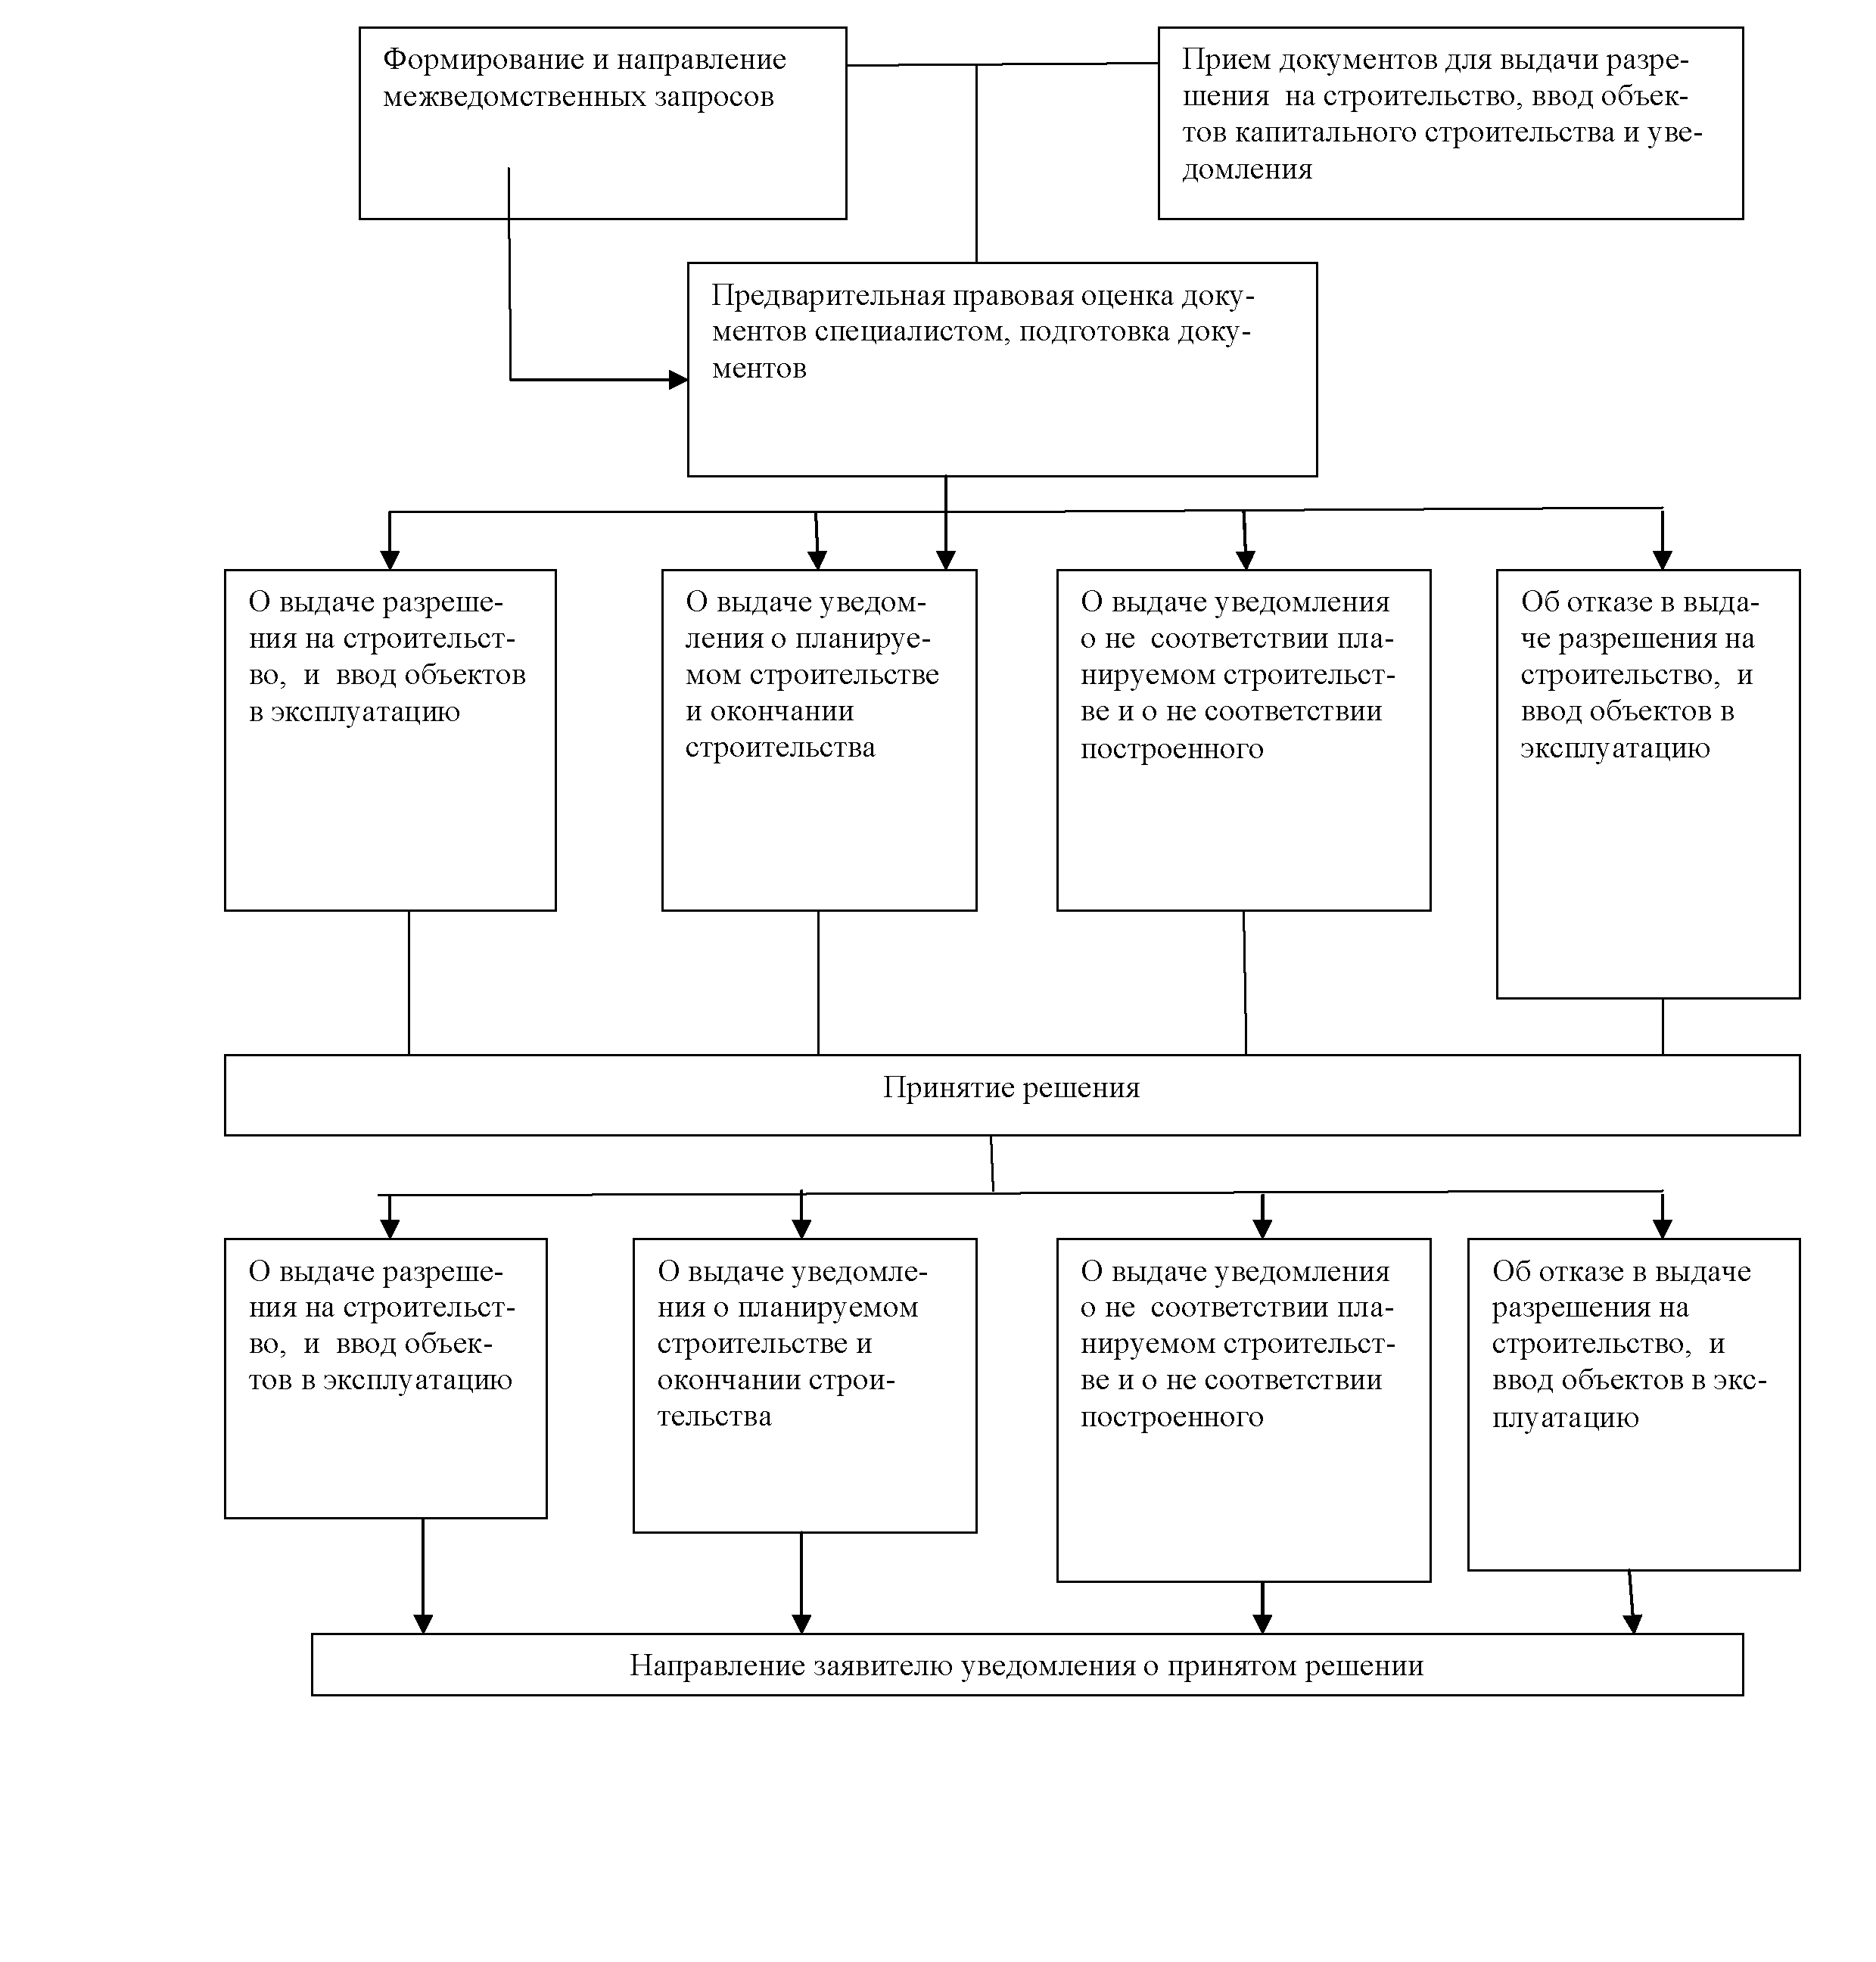 Формирование и направление
межведомственных запросов
Прием документов для выдачи разре-
шения на строительство, ввод объек-
тов капитального строительства и уве-
домления
Предварительная правовая оценка доку-
ментов специалистом, подготовка доку-
ментов
О выдаче разреше-
ния на строительст-
во, и ввод объектов
в эксплуатацию
О выдаче уведом-
ления о планируе-
мом строительстве
и окончании
строительства
О выдаче уведомления
о не соответствии пла-
нируемом строительст-
ве и о не соответствии
построенного
Об отказе в выда-
че разрешения на
строительство, и
ввод объектов в
эксплуатацию
Принятие решения
О выдаче разреше-
ния на строительст-
во, и ввод объек-
тов в эксплуатацию
О выдаче уведомле-
ния о планируемом
строительстве и
окончании строи-
тельства
О выдаче уведомления
о не соответствии пла-
нируемом строительст-
ве и о не соответствии
построенного
Об отказе в выдаче
разрешения на
строительство, и
ввод объектов в экс-
плуатацию
Направление заявителю уведомления о принятом решении